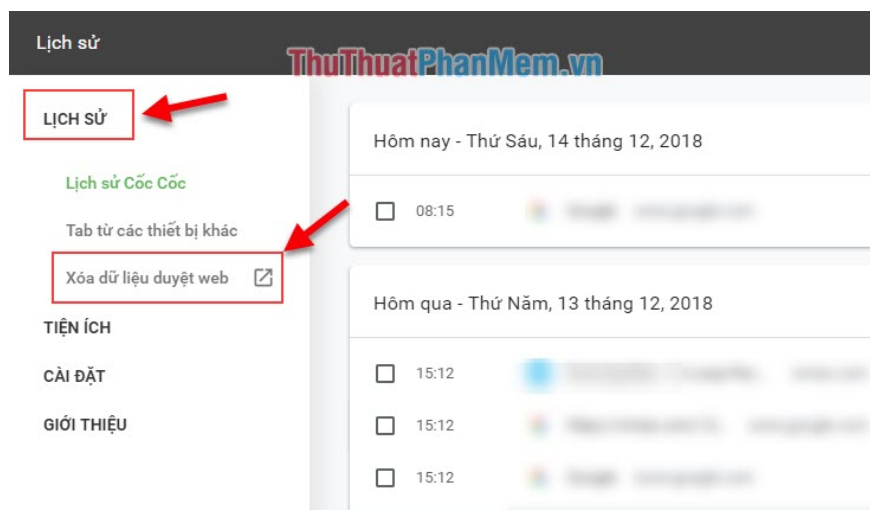 Lịch sử
ThuThuatPhanMem.vn
LỊCH SỬ
Lịch sử Cốc Cốc
Tab từ các thiết bị khác
Xóa dữ liệu duyệt web
TIỆN ÍCH
CÀI ĐẶT
GIỚI THIỆU
Hôm nay - Thứ Sáu, 14 tháng 12, 2018
08:15
Hôm qua - Thứ Năm, 13 tháng 12, 2018
15:12
15:12
15:12